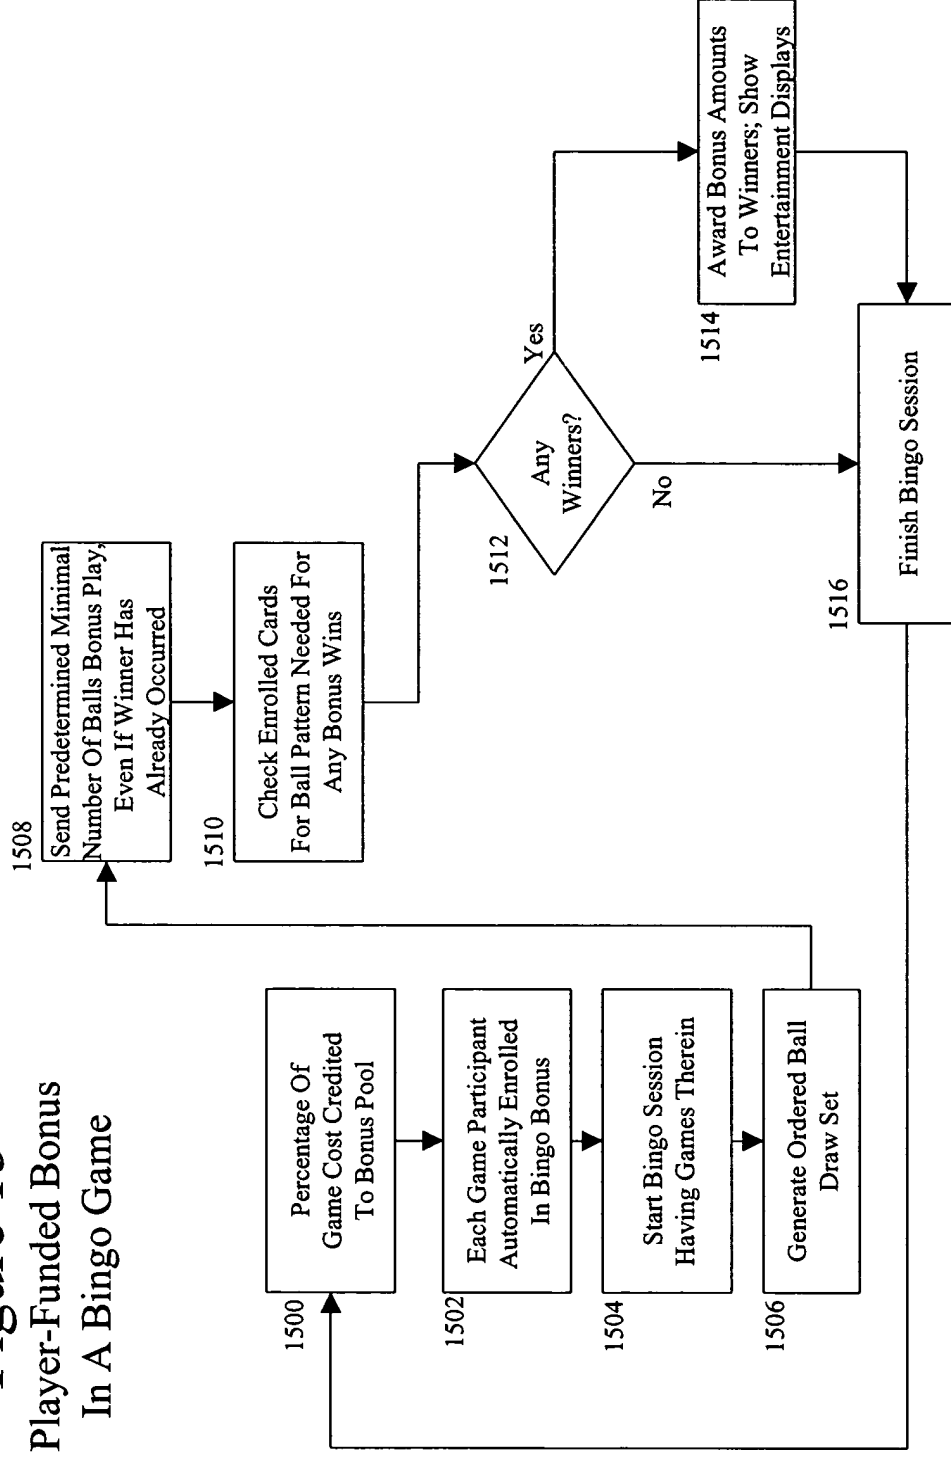 Player-Funded Bonus
In A Bingo Game
1500
Percentage Of
Game Cost Credited
To Bonus Pool
1502
Each Game Participant
Automatically Enrolled
In Bingo Bonus
1504
Start Bingo Session
Having Games Therein
1506
Generate Ordered Ball
Draw Set
1508
Send Predetermined Minimal
Number Of Balls Bonus Play,
Even If Winner Has
Already Occurred
1510
Check Enrolled Cards
For Ball Pattern Needed For
Any Bonus Wins
1512
Any
Winners?
Yes
No
1514
Award Bonus Amounts
To Winners; Show
Entertainment Displays
1516
Finish Bingo Session